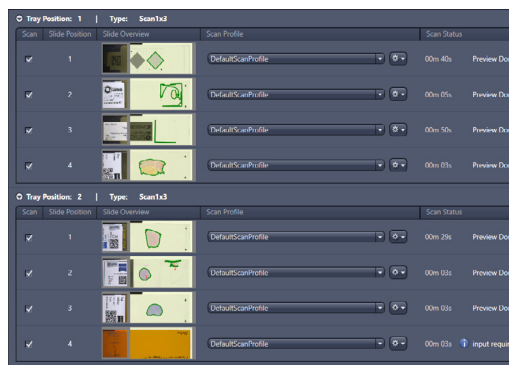 Tray Position: 1 | Type: Scan1x3
Scan Slide Position Slide Overview Scan Profile Scan Status
1 DefaultScanProfile 00m 40s Preview Do
2 DefaultScanProfile 00m 05s Preview Do
3 DefaultScanProfile 00m 50s Preview Do
4 DefaultScanProfile 00m 03s Preview Do
Tray Position: 2 | Type: Scan1x3
Scan Slide Position Slide Overview Scan Profile Scan Status
1 DefaultScanProfile 00m 29s Preview Do
2 DefaultScanProfile 00m 03s Preview Do
3 DefaultScanProfile 00m 03s Preview Do
4 DefaultScanProfile 00m 03s input requi